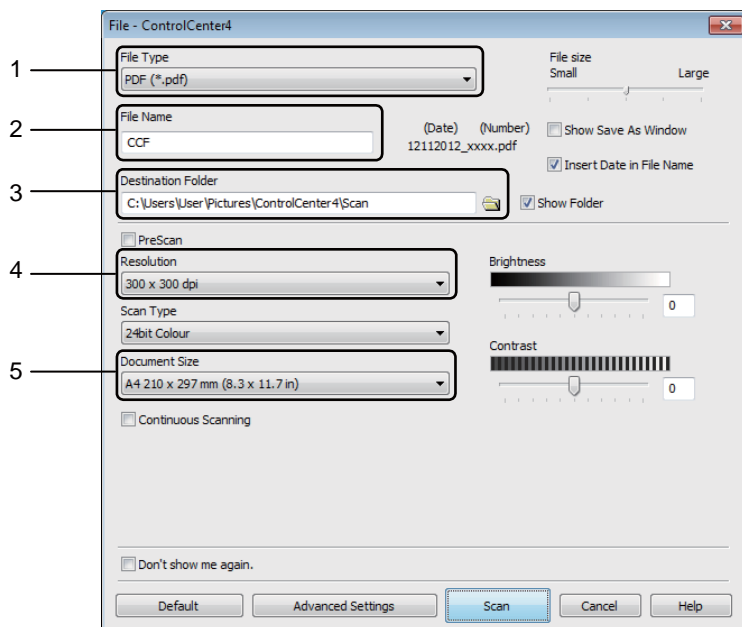 File - ControlCenter4
1
File Type
PDF (*.pdf)
File size
Small Large
2
File Name
CCF
(Date) (Number)
12112012_xxxx.pdf
Show Save As Window
Insert Date in File Name
3
Destination Folder
C:\Users\User\Pictures\ControlCenter4\Scan
Show Folder
PreScan
4
Resolution
300 x 300 dpi
Brightness
0
Scan Type
24bit Colour
5
Document Size
A4 210 x 297 mm (8.3 x 11.7 in)
Contrast
0
Continuous Scanning
Don't show me again.
Default Advanced Settings Scan Cancel Help